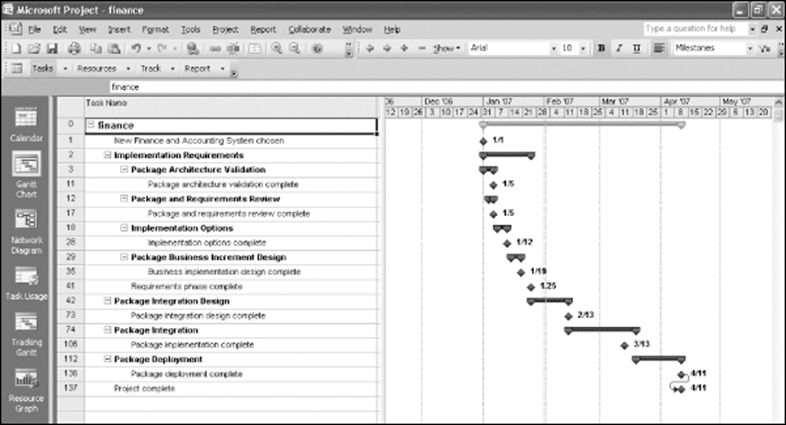 Microsoft Project - finance
File Edit View Insert Format Tools Project Report Collaborate Window Help Type a question for help
Show Arial 10 B I U Milestones
Tasks Resources Track Report
finance
Task Name
06 Dec '06 Jan '07 Feb '07 Mar '07 Apr '07 May '07
12 19 26 3 10 17 24 31 7 14 21 28 4 11 18 25 4 11 18 25 1 8 15 22 29 6 13 20
0 finance
1 New Finance and Accounting System chosen 1/1
2 Implementation Requirements
3 Package Architecture Validation
11 Package architecture validation complete 1/5
12 Package and Requirements Review
17 Package and requirements review complete 1/5
18 Implementation Options
28 Implementation options complete 1/12
29 Package Business Increment Design
35 Business implementation design complete 1/19
41 Requirements phase complete 1.25
42 Package Integration Design
73 Package integration design complete 2/13
74 Package Integration
106 Package implementation complete 3/13
112 Package Deployment
136 Package deployment complete 4/11
137 Project complete 4/11
Calendar
Gantt
Chart
Network
Diagram
Task Usage
Tracking
Gantt
Resource
Graph